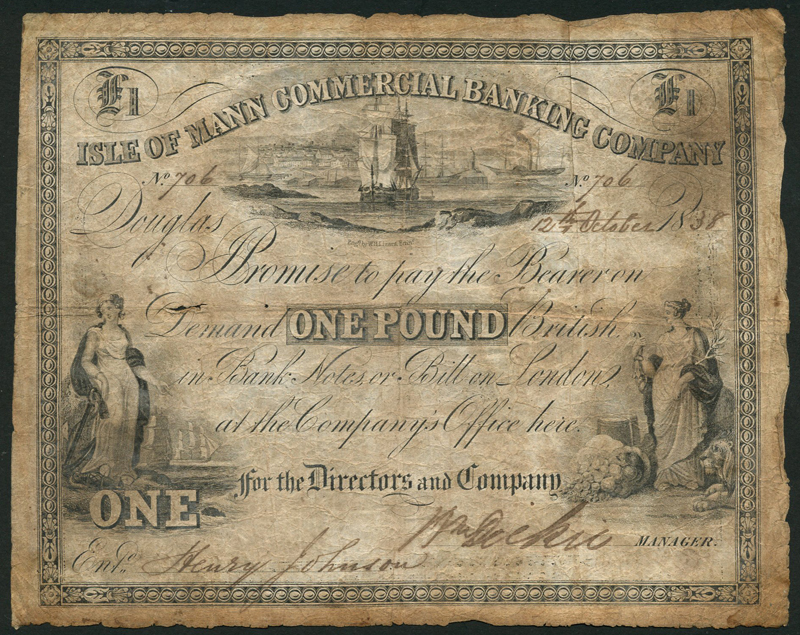 £1 £1
ISLE OF MANN COMMERCIAL BANKING COMPANY
No. 706 No. 706
Douglas 12th October 1838
I Promise to pay the Bearer on
Demand ONE POUND British
in Bank Notes, or Bill on London,
at the Company's Office here.
For the Directors and Company
ONE
Wm Dockie MANAGER.
Entd. Henry Johnson